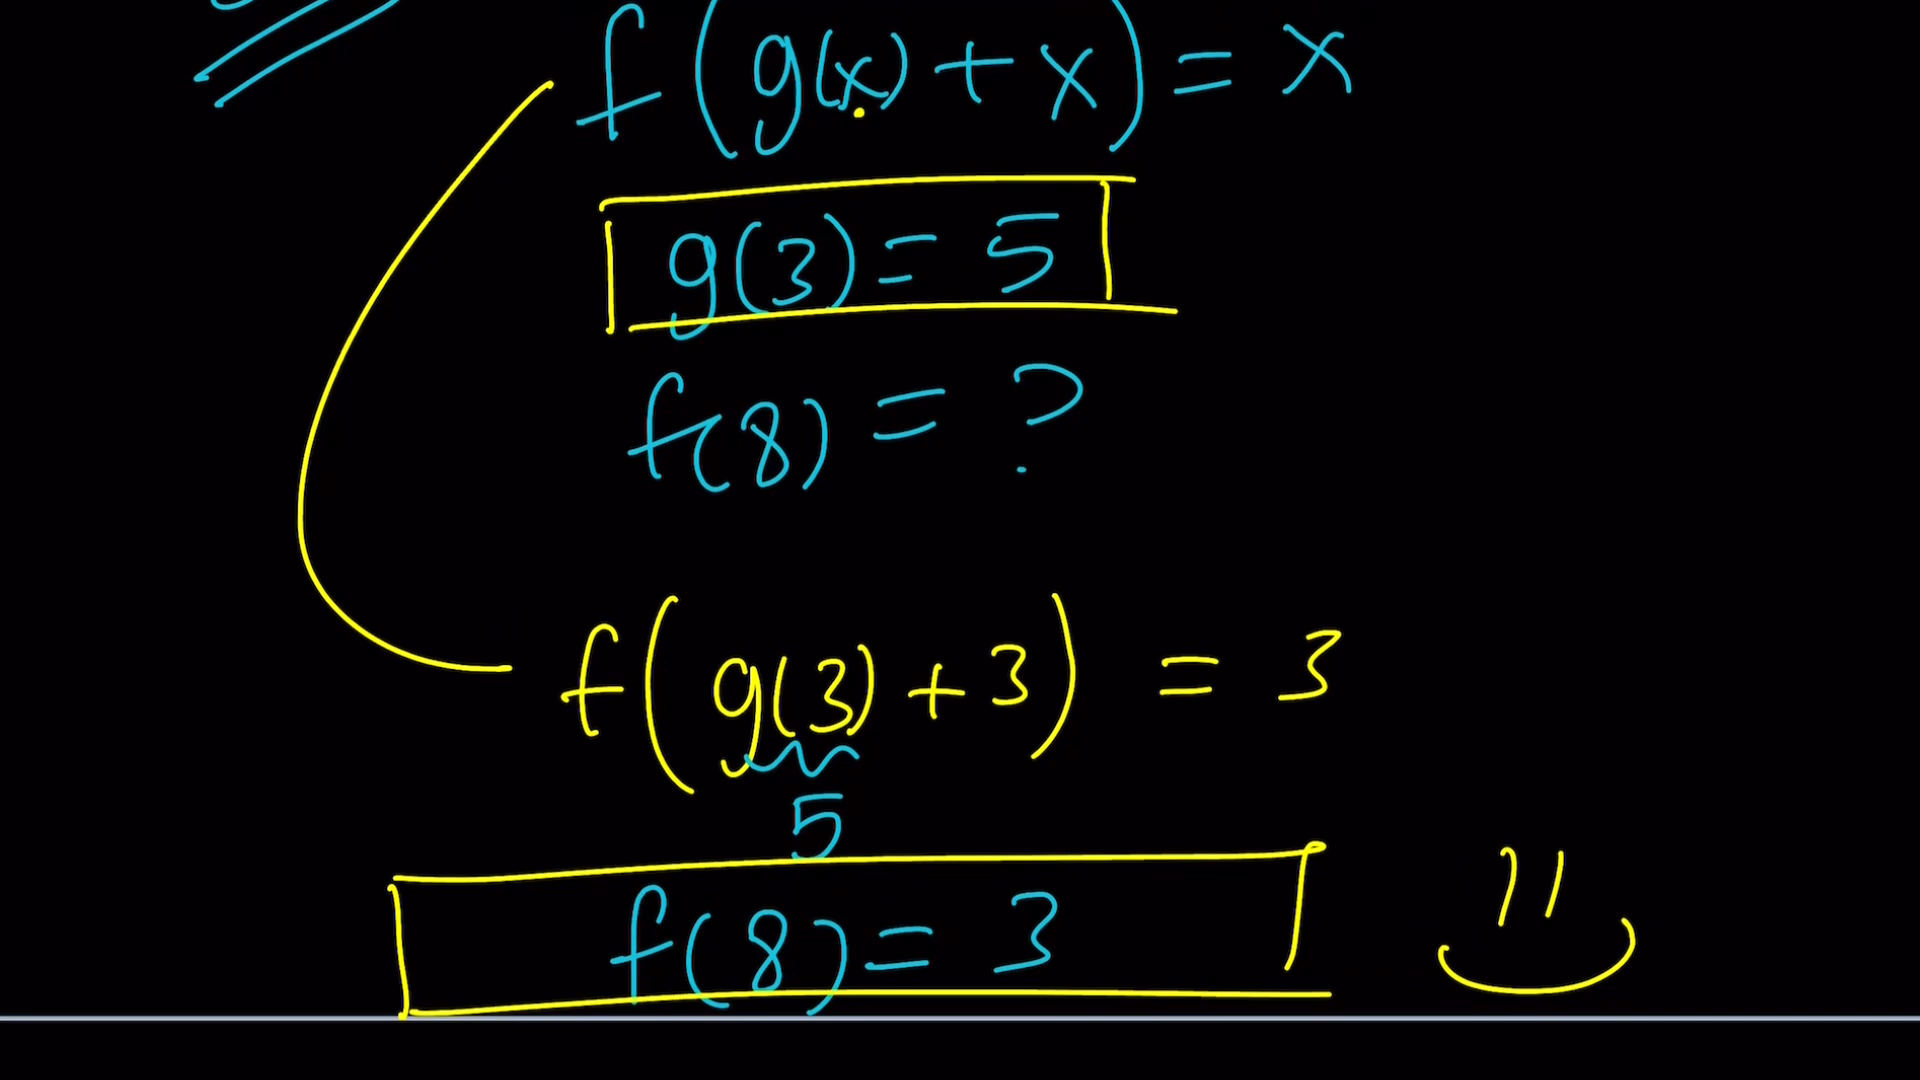 f(g(x) + x) = x
g(3) = 5
f(8) = ?
f(g(3) + 3) = 3
5
f(8) = 3